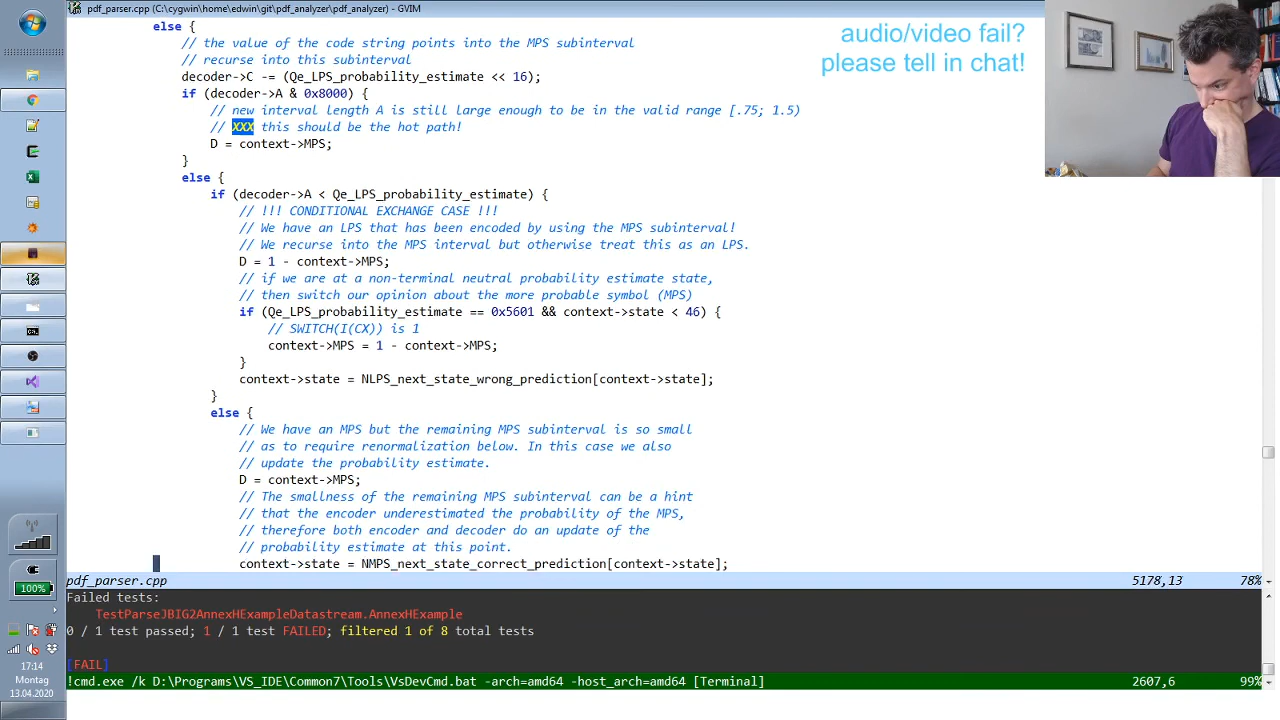 pdf_parser.cpp (C:\cygwin\home\edwin\git\pdf_analyzer\pdf_analyzer) - GVIM
else {
// the value of the code string points into the MPS subinterval
// recurse into this subinterval
decoder->C -= (Qe_LPS_probability_estimate << 16);
if (decoder->A & 0x8000) {
// new interval length A is still large enough to be in the valid range [.75; 1.5)
// XXX this should be the hot path!
D = context->MPS;
}
else {
if (decoder->A < Qe_LPS_probability_estimate) {
// !!! CONDITIONAL EXCHANGE CASE !!!
// We have an LPS that has been encoded by using the MPS subinterval!
// We recurse into the MPS interval but otherwise treat this as an LPS.
D = 1 - context->MPS;
// if we are at a non-terminal neutral probability estimate state,
// then switch our opinion about the more probable symbol (MPS)
if (Qe_LPS_probability_estimate == 0x5601 && context->state < 46) {
// SWITCH(I(CX)) is 1
context->MPS = 1 - context->MPS;
}
context->state = NLPS_next_state_wrong_prediction[context->state];
}
else {
// We have an MPS but the remaining MPS subinterval is so small
// as to require renormalization below. In this case we also
// update the probability estimate.
D = context->MPS;
// The smallness of the remaining MPS subinterval can be a hint
// that the encoder underestimated the probability of the MPS,
// therefore both encoder and decoder do an update of the
// probability estimate at this point.
context->state = NMPS_next_state_correct_prediction[context->state];
pdf_parser.cpp 5178,13 78%
Failed tests:
TestParseJBIG2AnnexHExampleDatastream.AnnexHExample
0 / 1 test passed; 1 / 1 test FAILED; filtered 1 of 8 total tests
[FAIL]
!cmd.exe /k D:\Programs\VS_IDE\Common7\Tools\VsDevCmd.bat -arch=amd64 -host_arch=amd64 [Terminal] 2607,6 99%
audio/video fail?
please tell in chat!
100%
17:14
Montag
13.04.2020